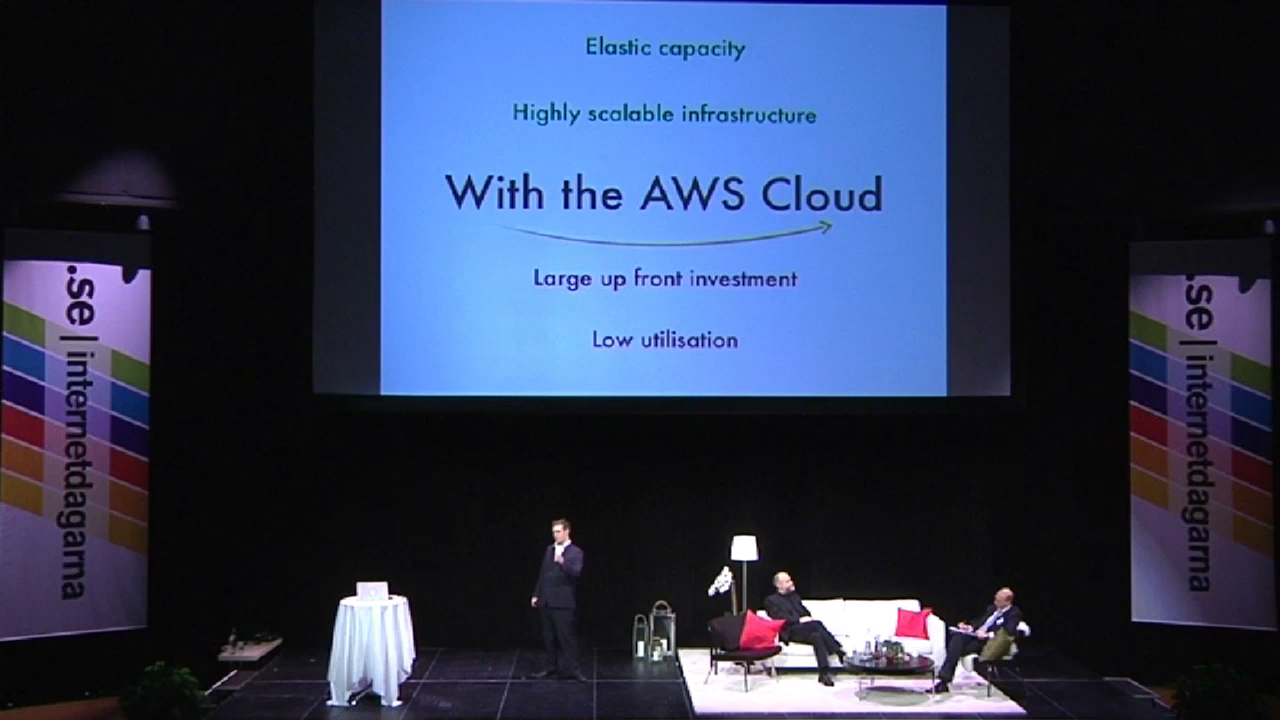 Elastic capacity
Highly scalable infrastructure
With the AWS Cloud
Large up front investment
Low utilisation
.se | internetdagarna
.se | internetdagarna